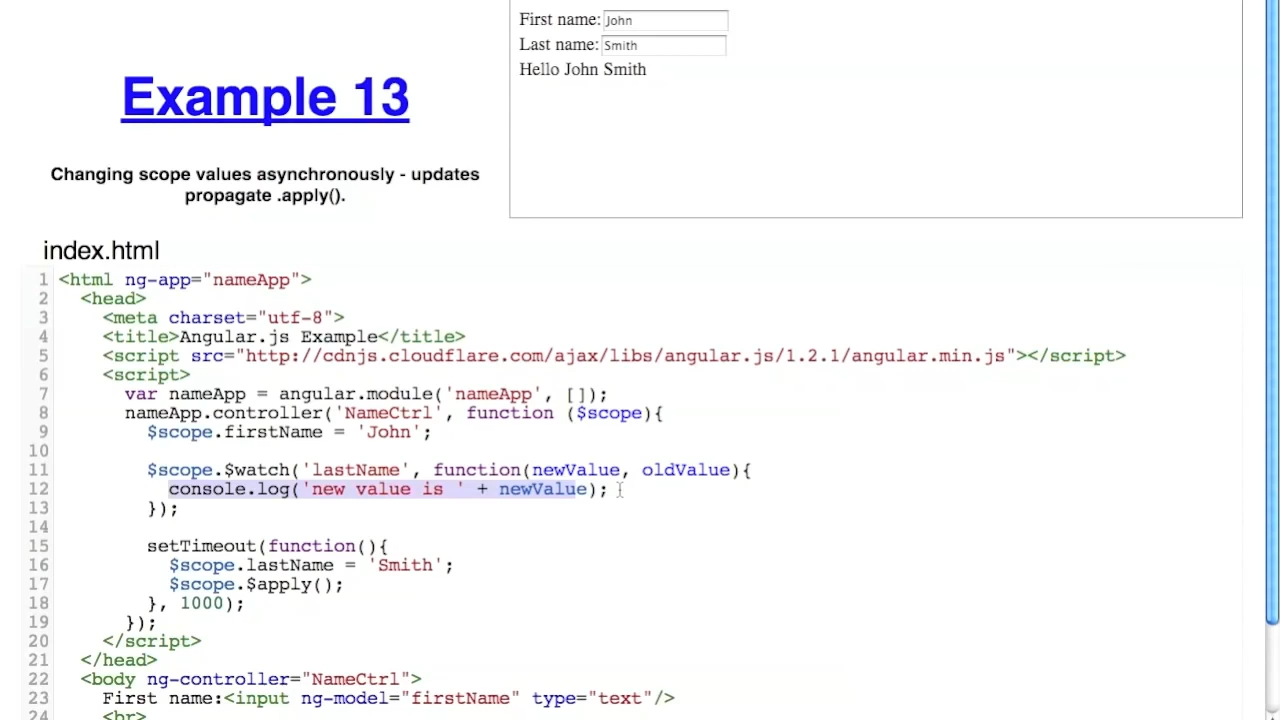 First name: John
Last name: Smith
Hello John Smith
Example 13
Changing scope values asynchronously - updates
propagate .apply().
index.html
1 <html ng-app="nameApp">
2 <head>
3 <meta charset="utf-8">
4 <title>Angular.js Example</title>
5 <script src="http://cdnjs.cloudflare.com/ajax/libs/angular.js/1.2.1/angular.min.js"></script>
6 <script>
7 var nameApp = angular.module('nameApp', []);
8 nameApp.controller('NameCtrl', function ($scope){
9 $scope.firstName = 'John';
10
11 $scope.$watch('lastName', function(newValue, oldValue){
12 console.log('new value is ' + newValue);
13 });
14
15 setTimeout(function(){
16 $scope.lastName = 'Smith';
17 $scope.$apply();
18 }, 1000);
19 });
20 </script>
21 </head>
22 <body ng-controller="NameCtrl">
23 First name:<input ng-model="firstName" type="text"/>
24 <br>